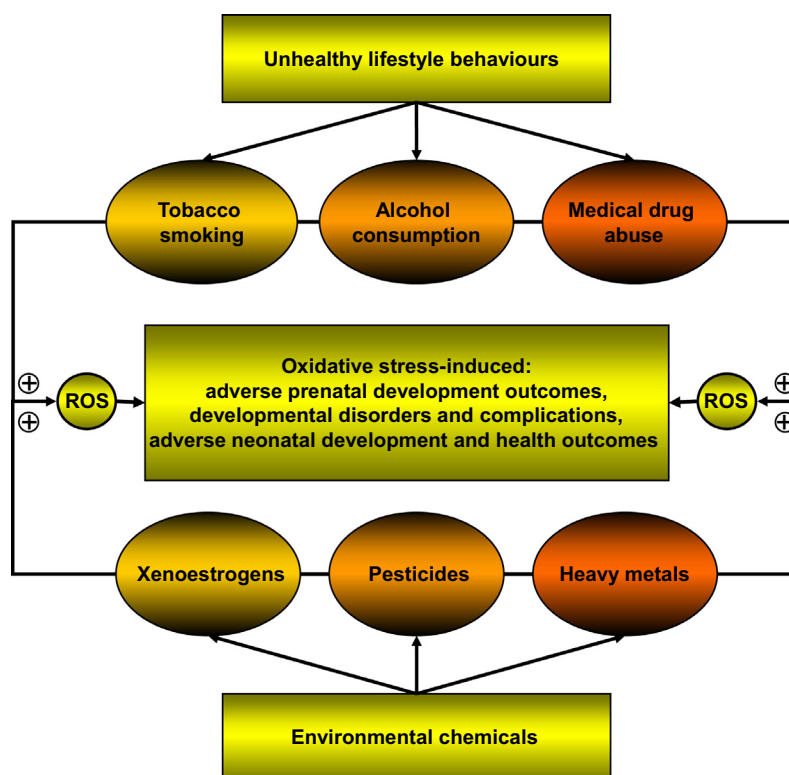 Unhealthy lifestyle behaviours
Tobacco
smoking
Alcohol
consumption
Medical drug
abuse
Oxidative stress-induced:
adverse prenatal development outcomes,
developmental disorders and complications,
adverse neonatal development and health outcomes
ROS
ROS
Xenoestrogens
Pesticides
Heavy metals
Environmental chemicals